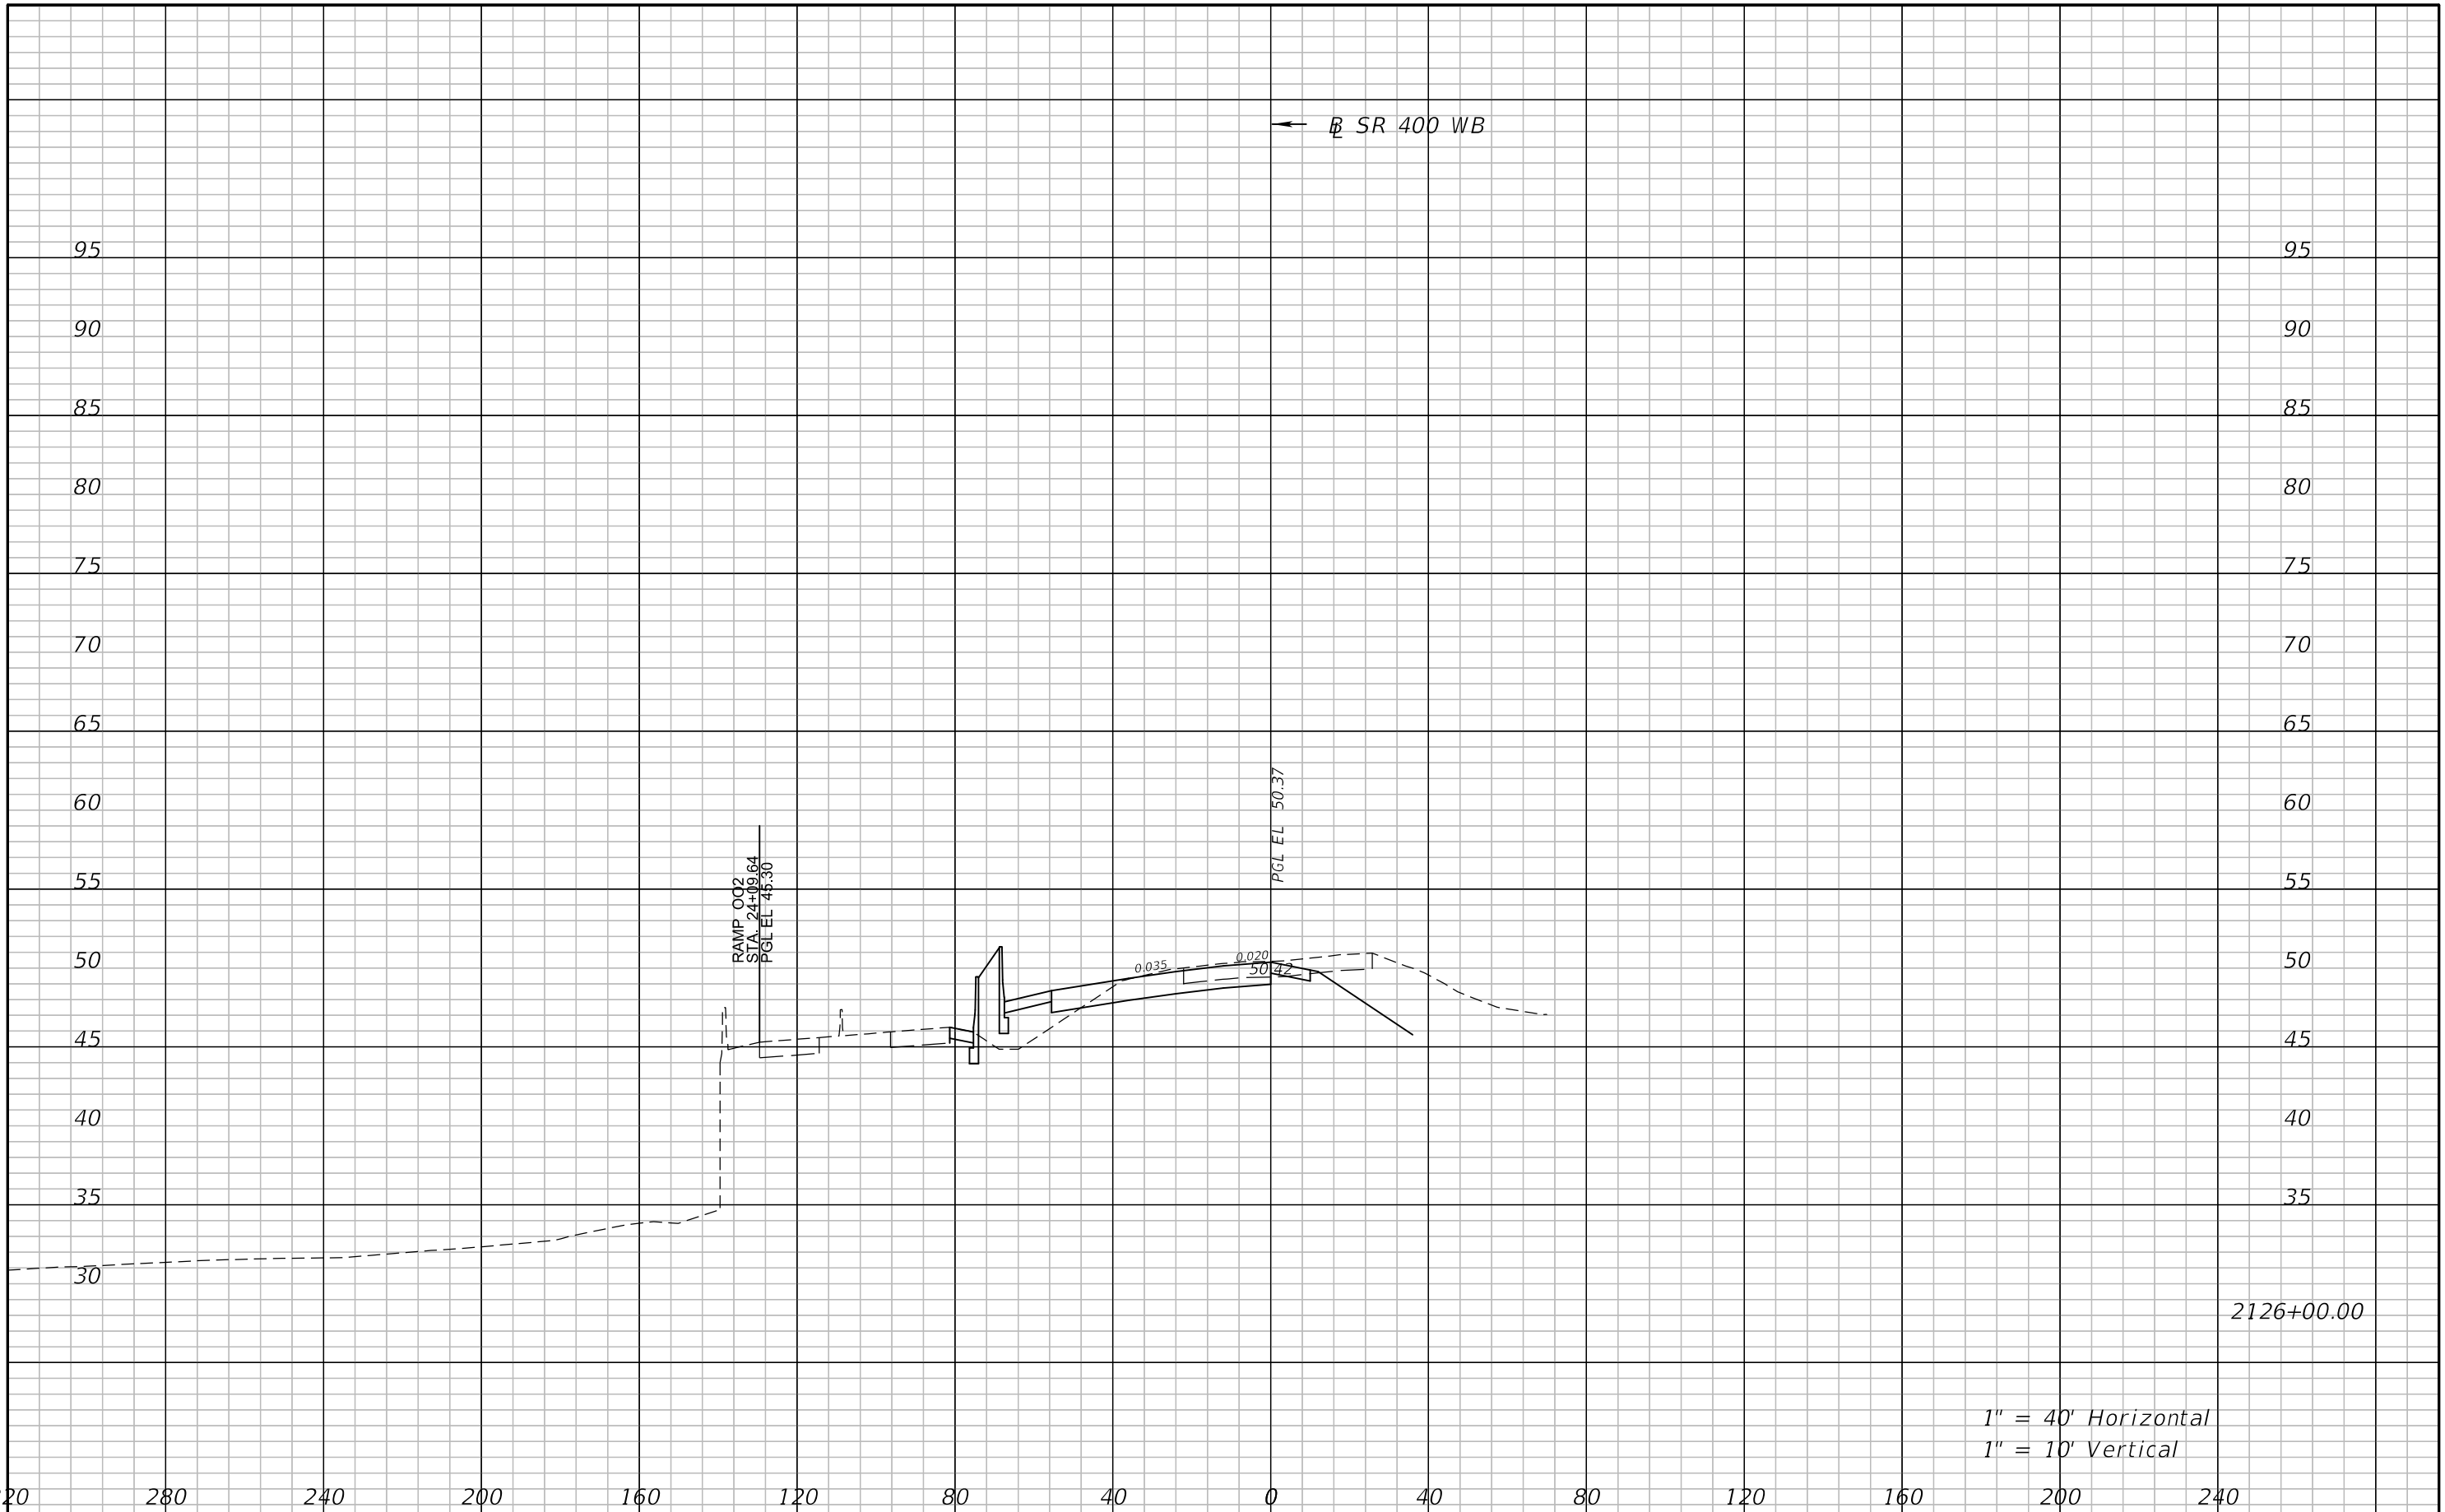 BL SR 400 WB
95 95
90 90
85 85
80 80
75 75
70 70
65 65
60 60
PGL EL 50.37
RAMP OO2
STA. 24+09.64
PGL EL 45.30
55 55
50 50
0.035 0.020
50.42
45 45
40 40
35 35
30
2126+00.00
1" = 40' Horizontal
1" = 10' Vertical
20 280 240 200 160 120 80 40 0 40 80 120 160 200 240